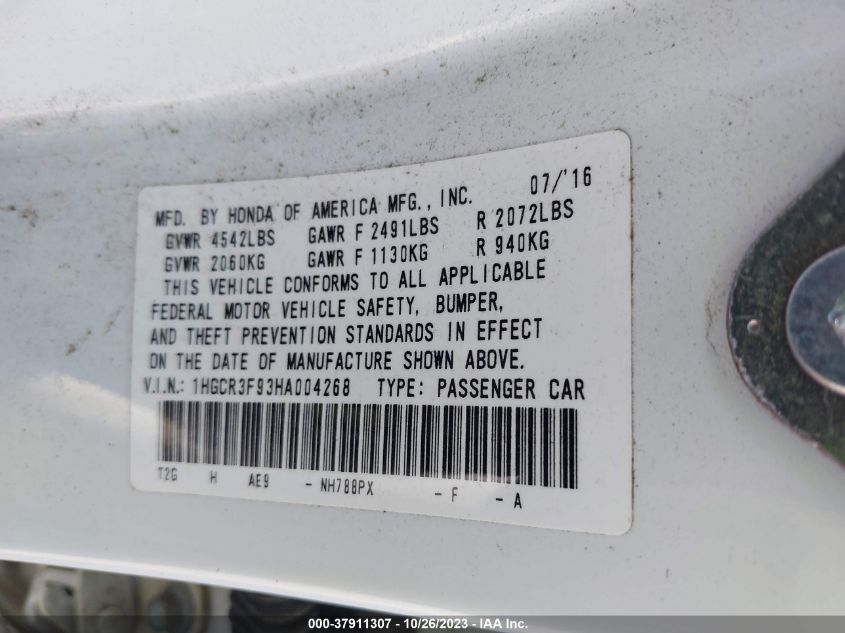 07/'16
MFD. BY HONDA OF AMERICA MFG., INC.
GVWR 4542LBS GAWR F 2491LBS R 2072LBS
GVWR 2060KG GAWR F 1130KG R 940KG
THIS VEHICLE CONFORMS TO ALL APPLICABLE
FEDERAL MOTOR VEHICLE SAFETY, BUMPER,
AND THEFT PREVENTION STANDARDS IN EFFECT
ON THE DATE OF MANUFACTURE SHOWN ABOVE.
V.I.N.: 1HGCR3F93HA004268 TYPE: PASSENGER CAR
T2G H AE9 - NH788PX - F - A
000-37911307 - 10/26/2023 - IAA Inc.